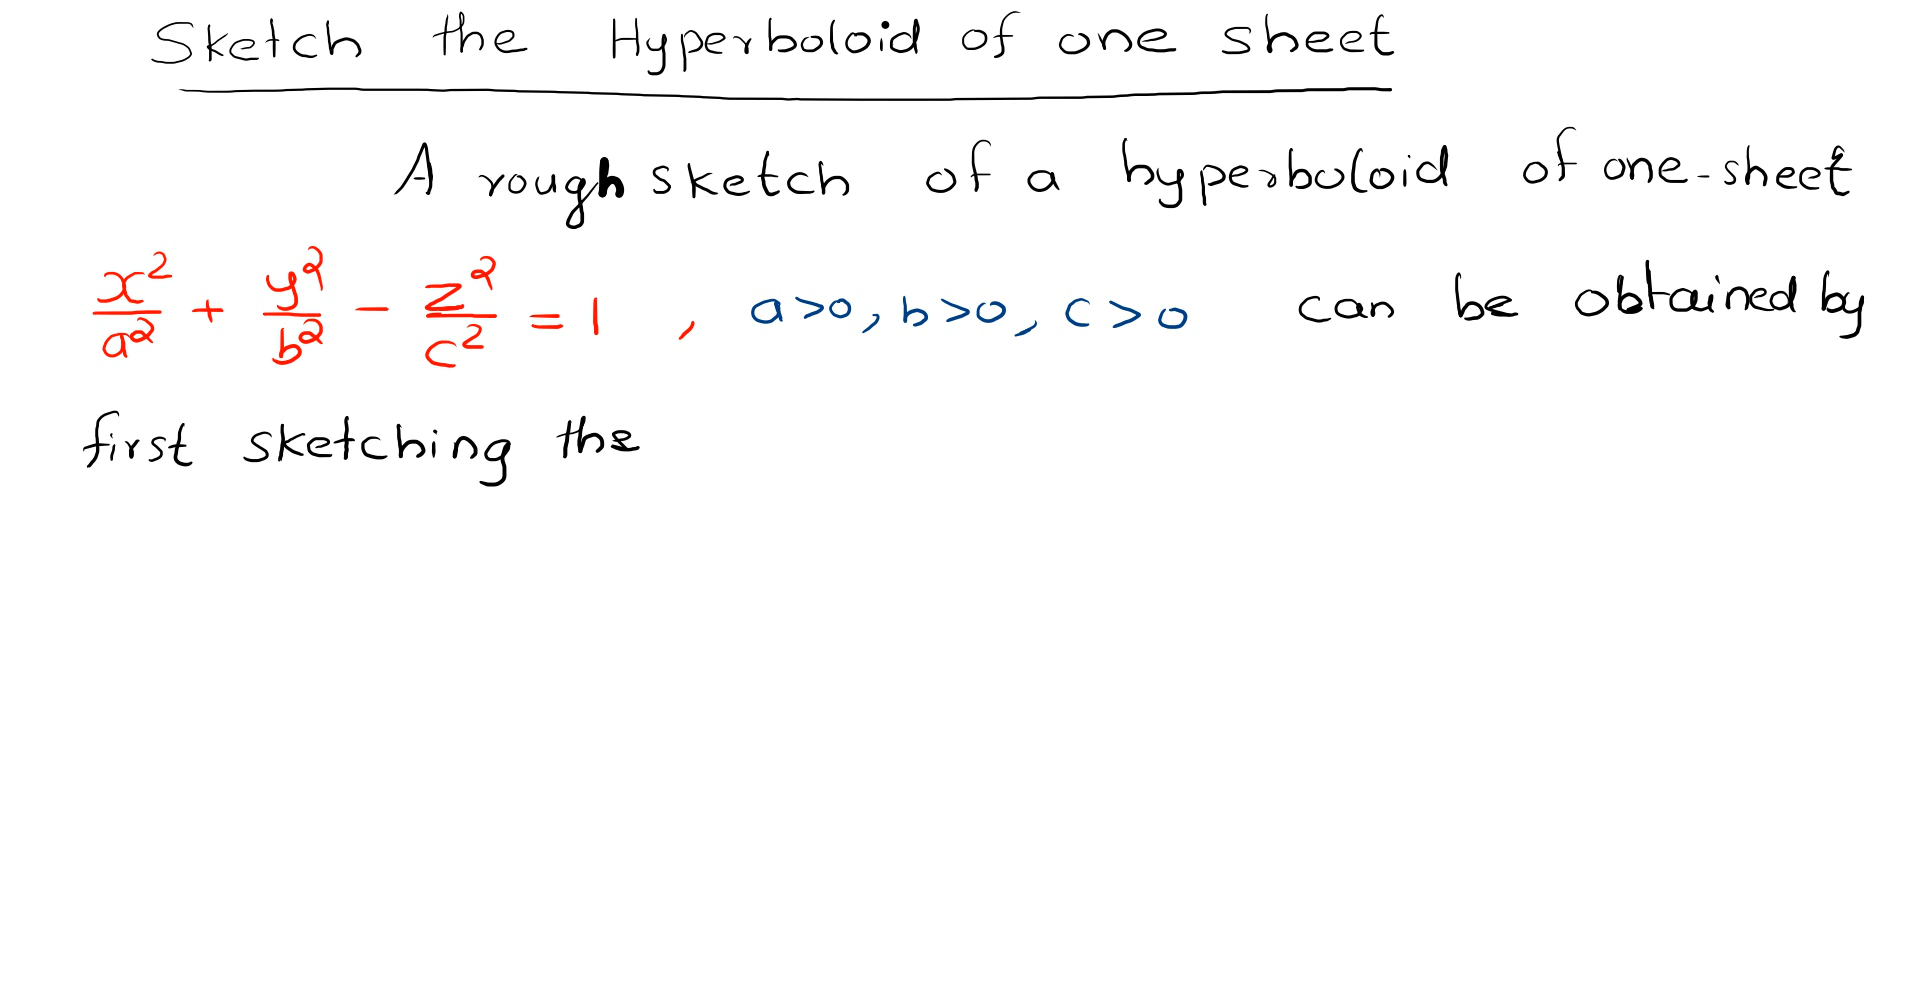 Sketch the Hyperboloid of one sheet
A rough sketch of a hyperboloid of one-sheet
x²/a² + y²/b² - z²/c² = 1 , a>0, b>0, c>0 can be obtained by
first sketching the